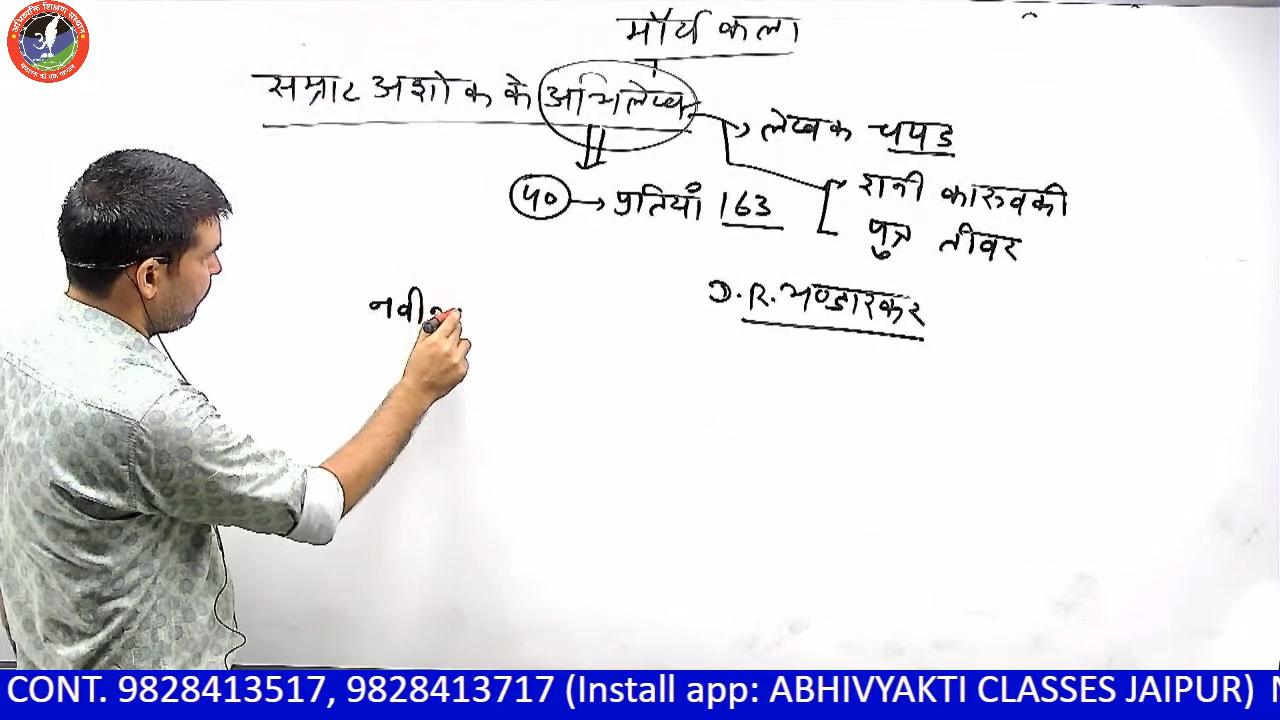 मौर्य कला
सम्राट अशोक के अभिलेख
लेखक चपड
५० → प्रतियाँ 163
रानी कारुवकी
पुत्र तीवर
D.R. भण्डारकर
नवी
CONT. 9828413517, 9828413717 (Install app: ABHIVYAKTI CLASSES JAIPUR)